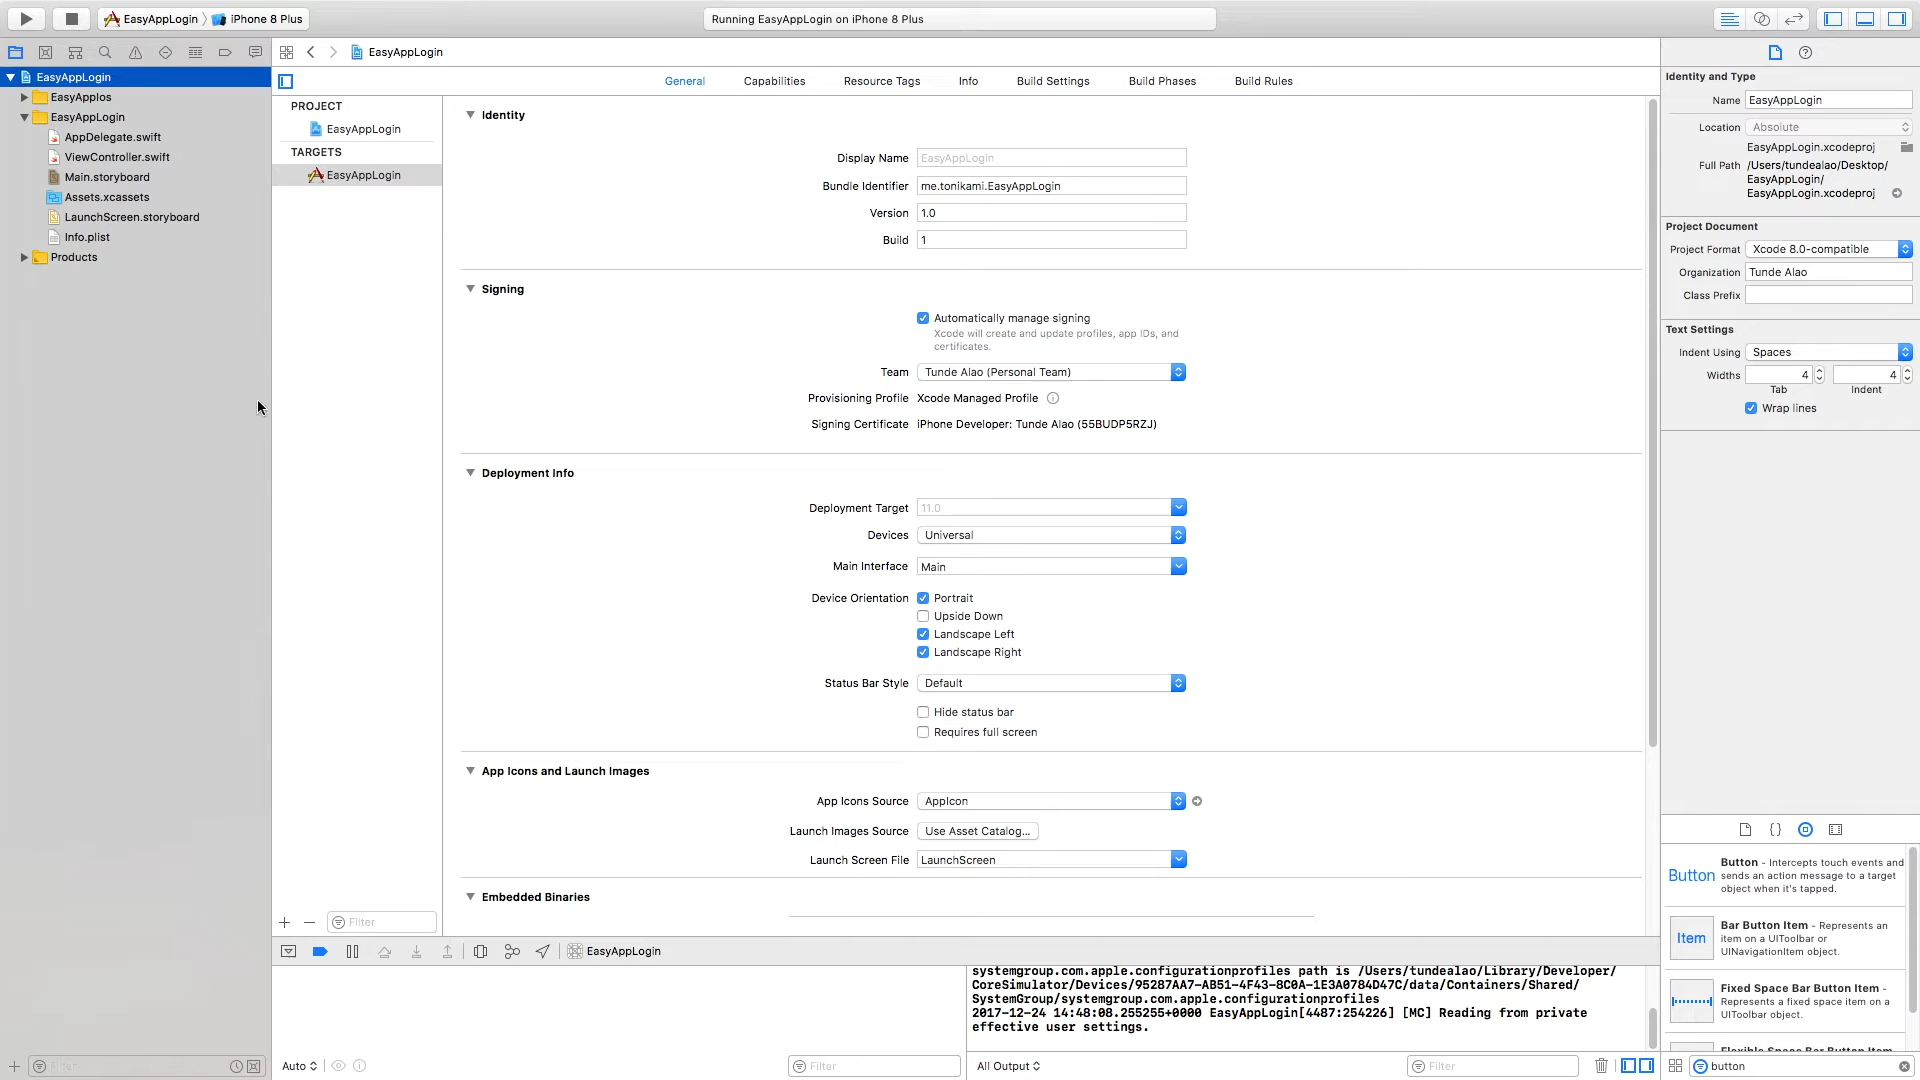 EasyAppLogin
iPhone 8 Plus
Running EasyAppLogin on iPhone 8 Plus
EasyAppLogin
EasyAppIos
EasyAppLogin
AppDelegate.swift
ViewController.swift
Main.storyboard
Assets.xcassets
LaunchScreen.storyboard
Info.plist
Products
Filter
EasyAppLogin
General
Capabilities
Resource Tags
Info
Build Settings
Build Phases
Build Rules
PROJECT
EasyAppLogin
TARGETS
EasyAppLogin
Filter
Identity
Display Name EasyAppLogin
Bundle Identifier me.tonikami.EasyAppLogin
Version 1.0
Build 1
Signing
Automatically manage signing
Xcode will create and update profiles, app IDs, and
certificates.
Team Tunde Alao (Personal Team)
Provisioning Profile Xcode Managed Profile
Signing Certificate iPhone Developer: Tunde Alao (55BUDP5RZJ)
Deployment Info
Deployment Target 11.0
Devices Universal
Main Interface Main
Device Orientation Portrait
Upside Down
Landscape Left
Landscape Right
Status Bar Style Default
Hide status bar
Requires full screen
App Icons and Launch Images
App Icons Source AppIcon
Launch Images Source Use Asset Catalog...
Launch Screen File LaunchScreen
Embedded Binaries
EasyAppLogin
Auto
Filter
systemgroup.com.apple.configurationprofiles path is /Users/tundealao/Library/Developer/
CoreSimulator/Devices/95287AA7-AB51-4F43-8C0A-1E3A0784D47C/data/Containers/Shared/
SystemGroup/systemgroup.com.apple.configurationprofiles
2017-12-24 14:48:08.255255+0000 EasyAppLogin[4487:254226] [MC] Reading from private
effective user settings.
All Output
Filter
Identity and Type
Name EasyAppLogin
Location Absolute
EasyAppLogin.xcodeproj
Full Path /Users/tundealao/Desktop/
EasyAppLogin/
EasyAppLogin.xcodeproj
Project Document
Project Format Xcode 8.0-compatible
Organization Tunde Alao
Class Prefix
Text Settings
Indent Using Spaces
Widths 4 4
Tab Indent
Wrap lines
Button
Button - Intercepts touch events and
sends an action message to a target
object when it's tapped.
Item
Bar Button Item - Represents an
item on a UIToolbar or
UINavigationItem object.
Fixed Space Bar Button Item -
Represents a fixed space item on a
UIToolbar object.
Flexible Space Bar Button Item
button